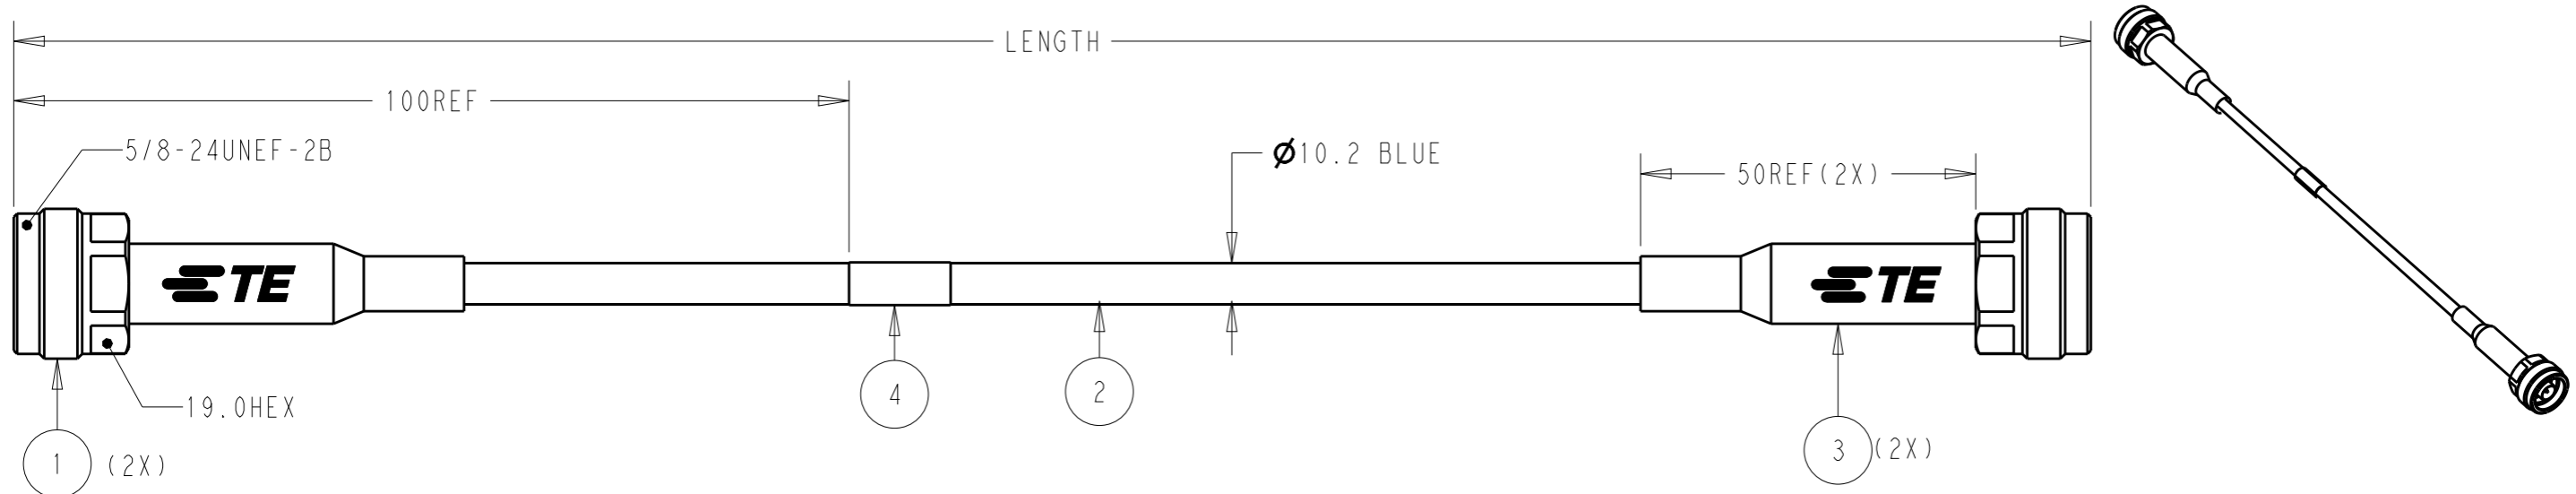 LENGTH
100REF
5/8-24UNEF-2B
Ø10.2 BLUE
50REF(2X)
TE
TE
4
2
19.0HEX
1 (2X)
3 (2X)